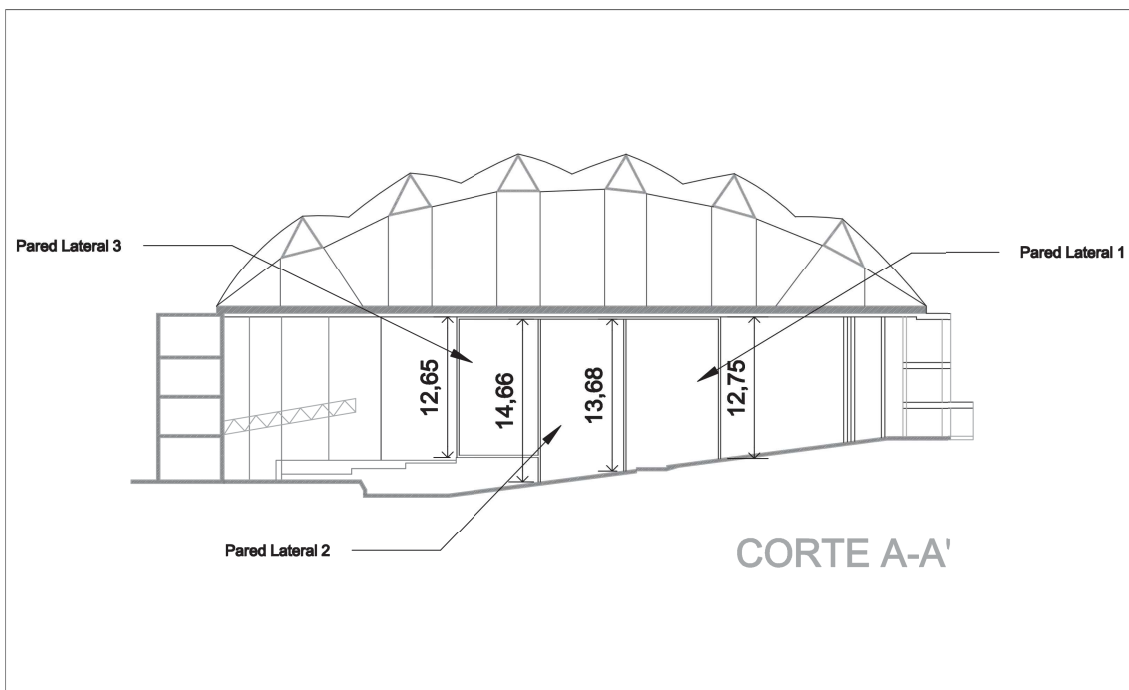 Pared Lateral 3
Pared Lateral 1
12,65
14,66
13,68
12,75
Pared Lateral 2
CORTE A-A'